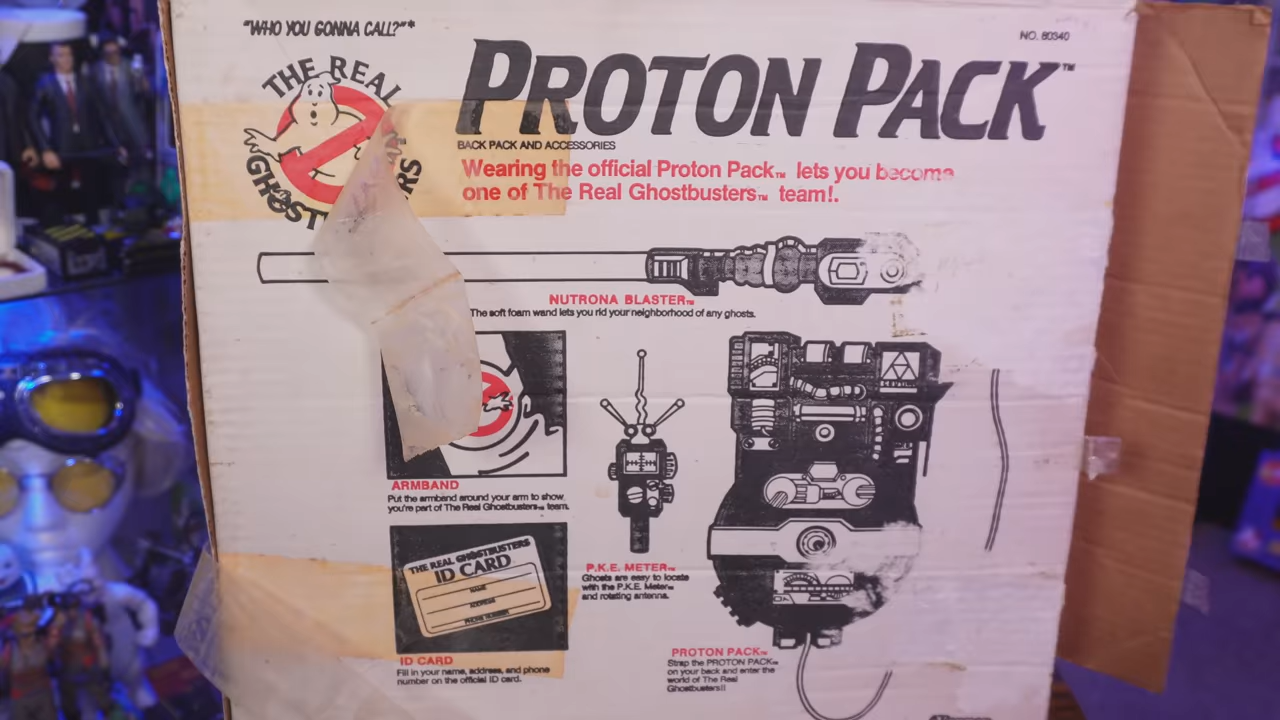 "WHO YOU GONNA CALL?"*
NO. 80340
THE REAL
PROTON PACK™
BACK PACK AND ACCESSORIES
Wearing the official Proton Pack™ lets you become
one of The Real Ghostbusters™ team!.
NUTRONA BLASTER™
The soft foam wand lets you rid your neighborhood of any ghosts.
ARMBAND
Put the armband around your arm to show
you're part of The Real Ghostbusters™ team.
THE REAL GHOSTBUSTERS
ID CARD
NAME
ADDRESS
PHONE NUMBER
P.K.E. METER™
Ghosts are easy to locate
with the P.K.E. Meter™
and rotating antenna.
ID CARD
Fill in your name, address, and phone
number on the official ID card.
PROTON PACK™
Strap the PROTON PACK™
on your back and enter the
world of The Real
Ghostbusters!!